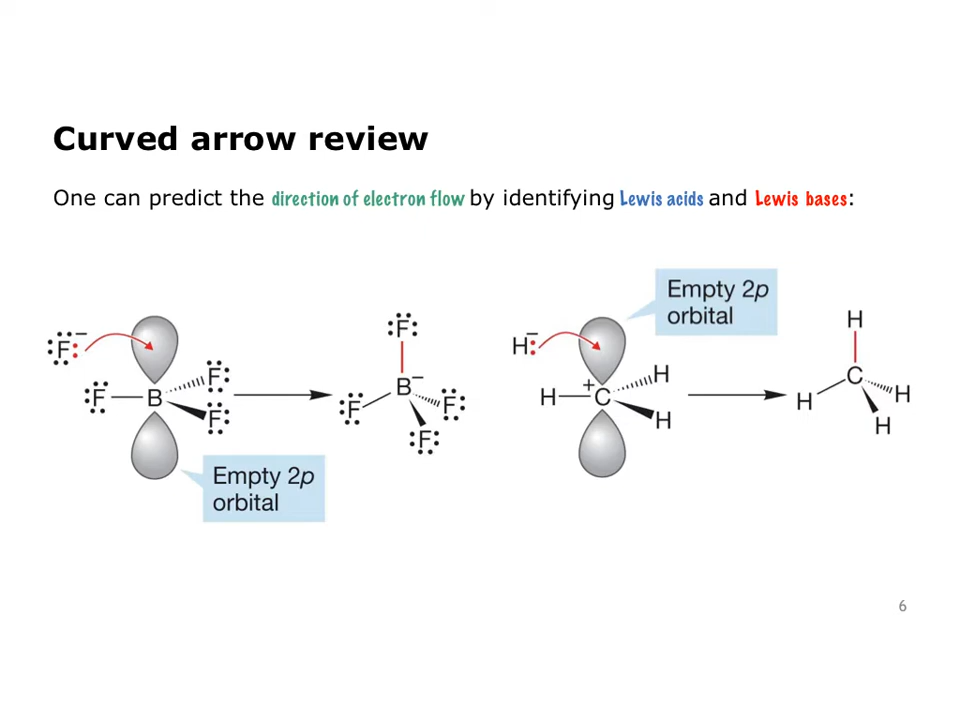 Curved arrow review
One can predict the direction of electron flow by identifying Lewis acids and Lewis bases:
Empty 2p
orbital
F
−
F
B
F
F
Empty 2p
orbital
F
B
−
F
F
F
H
−
H
+
C
H
H
H
C
H
H
H
6